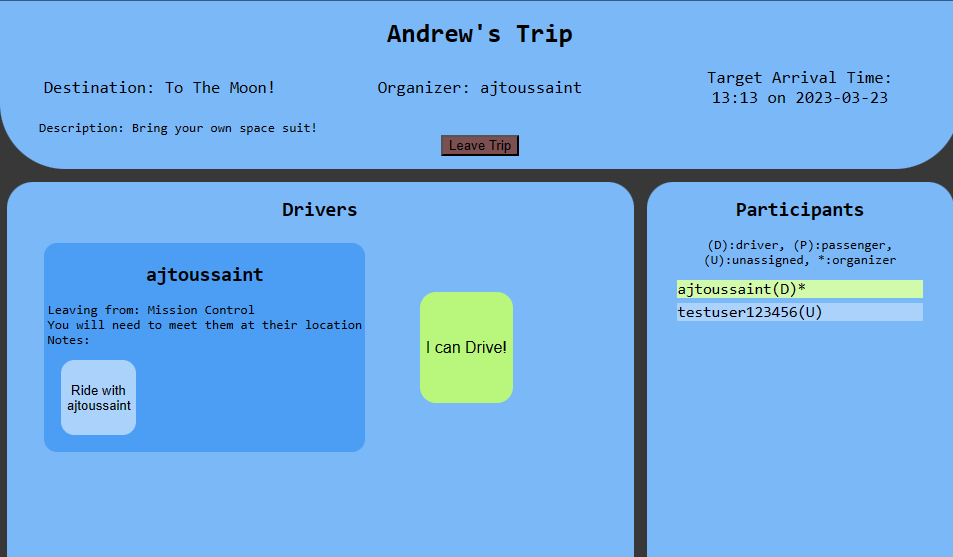 Andrew's Trip
Destination: To The Moon!
Organizer: ajtoussaint
Target Arrival Time:
13:13 on 2023-03-23
Description: Bring your own space suit!
Leave Trip
Drivers
ajtoussaint
Leaving from: Mission Control
You will need to meet them at their location
Notes:
Ride with
ajtoussaint
I can Drive!
Participants
(D):driver, (P):passenger,
(U):unassigned, *:organizer
ajtoussaint(D)*
testuser123456(U)